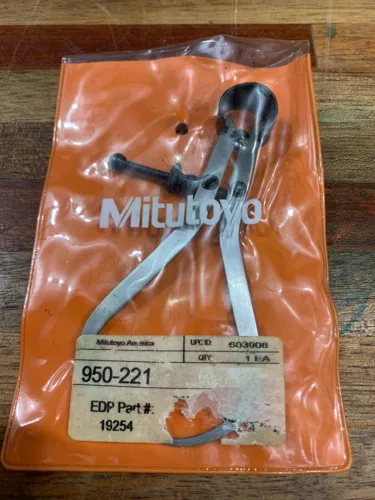 Mitutoyo
Mitutoyo America
UPC ID: 603908
QTY 1 EA
950-221
EDP Part #:
19254